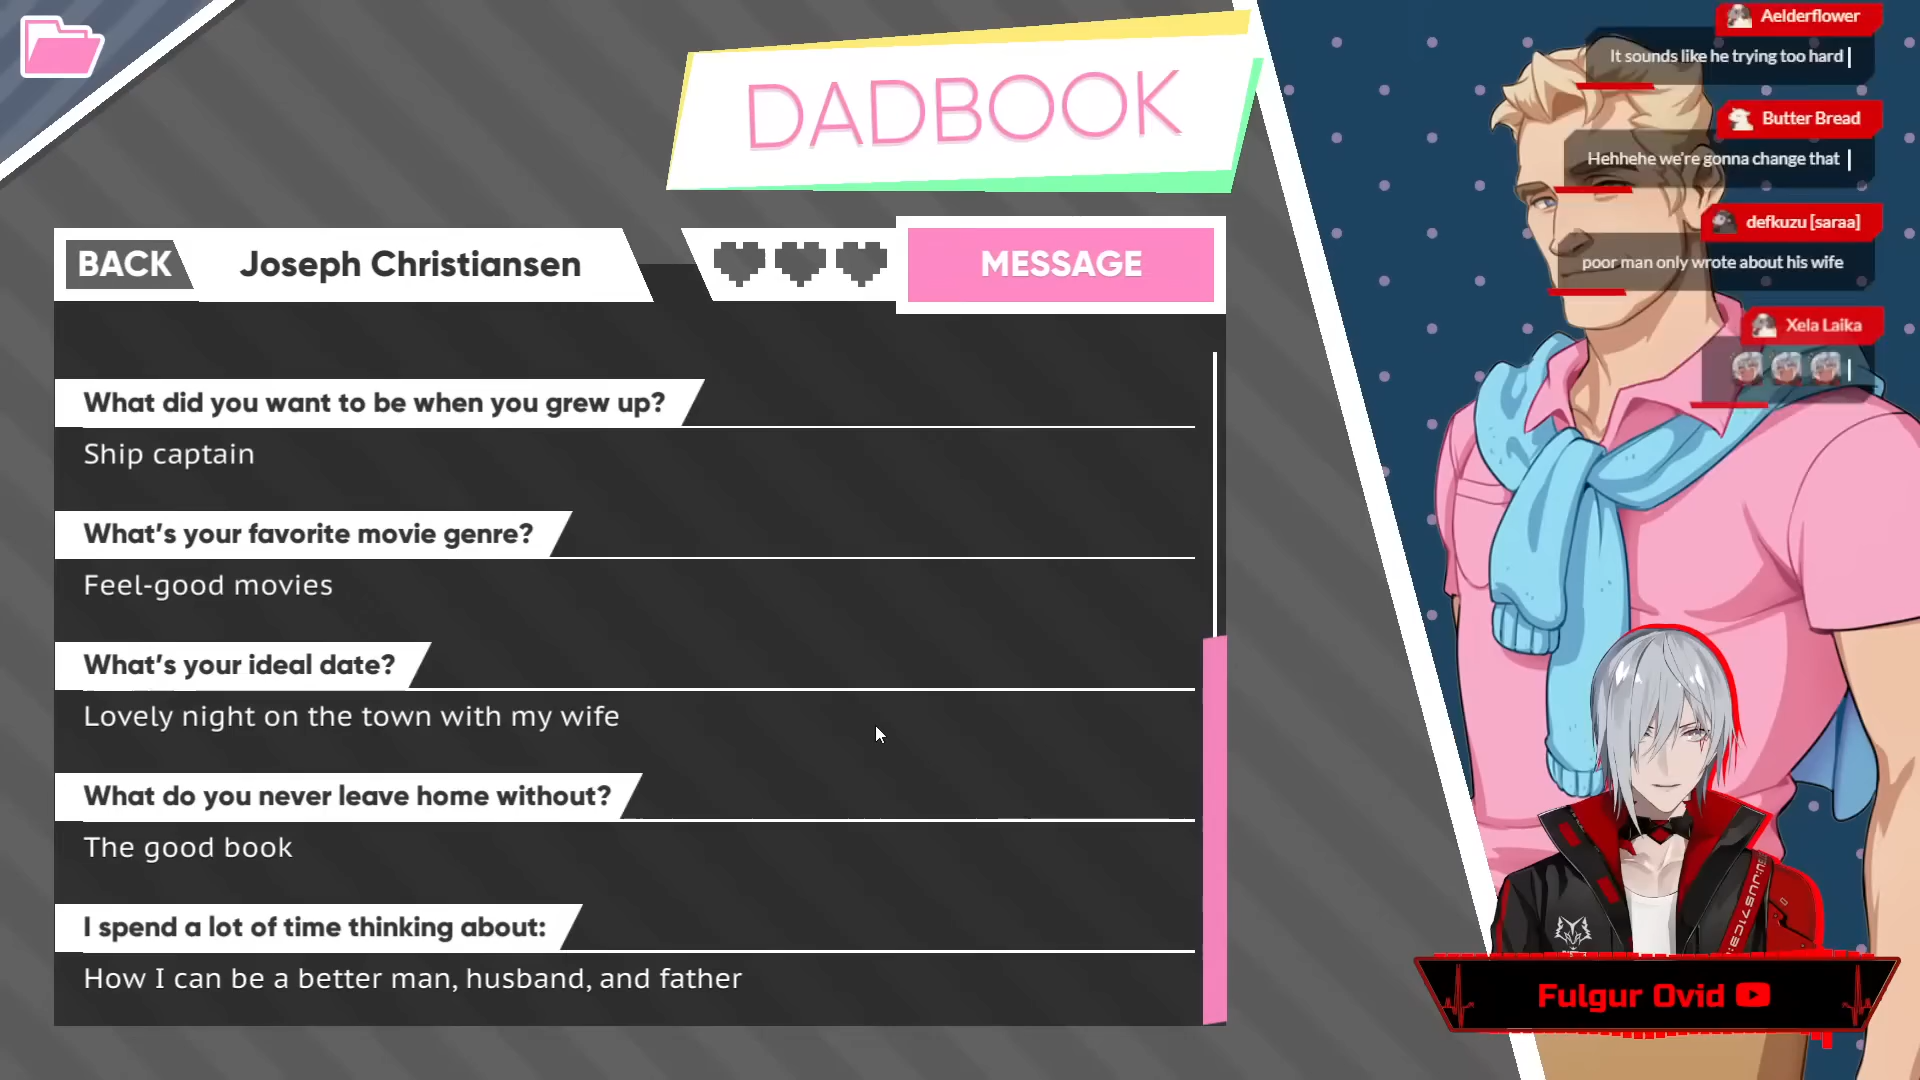 DADBOOK
BACK
Joseph Christiansen
MESSAGE
What did you want to be when you grew up?
Ship captain
What's your favorite movie genre?
Feel-good movies
What's your ideal date?
Lovely night on the town with my wife
What do you never leave home without?
The good book
I spend a lot of time thinking about:
How I can be a better man, husband, and father
Aelderflower
It sounds like he trying too hard
Butter Bread
Hehhehe we're gonna change that
defkuzu [saraa]
poor man only wrote about his wife
Xela Laika
Fulgur Ovid